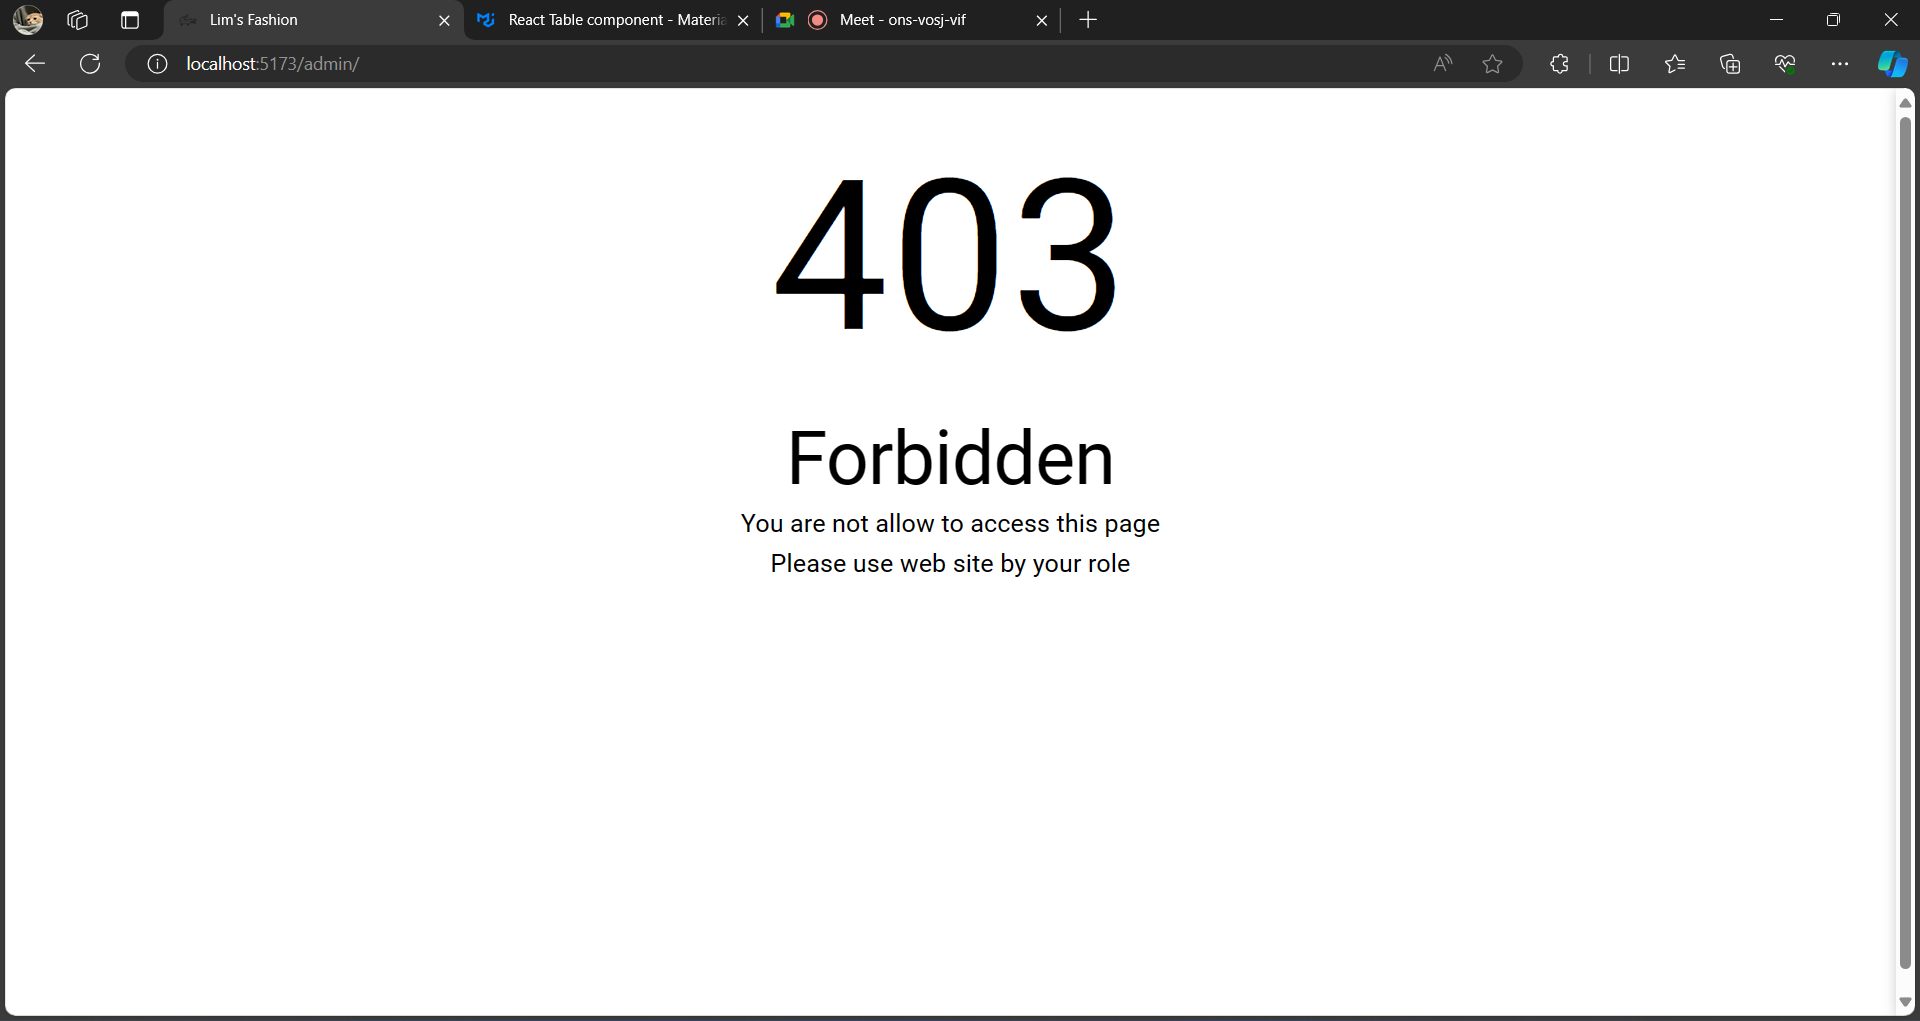 Lim's Fashion
React Table component - Materia
Meet - ons-vosj-vif
localhost:5173/admin/
403
Forbidden
You are not allow to access this page
Please use web site by your role